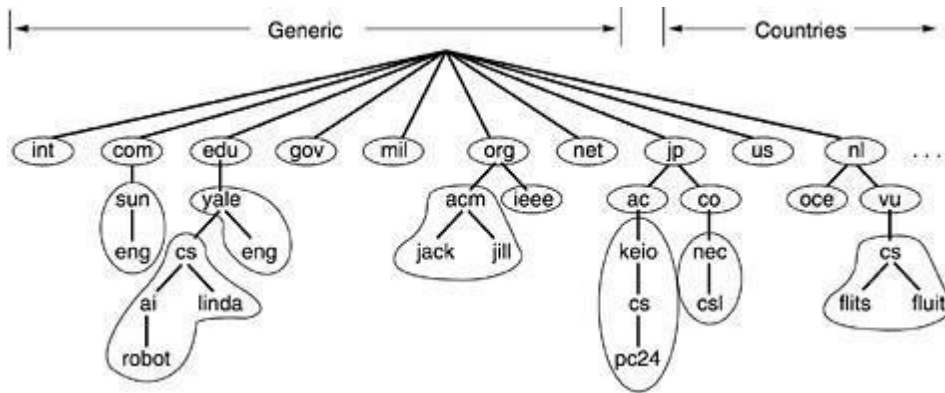 Generic Countries
int com edu gov mil org net jp us nl ....
sun yale acm ieee ac co oce vu
eng cs eng jack jill keio nec cs
ai linda cs csl flits fluit
robot pc24